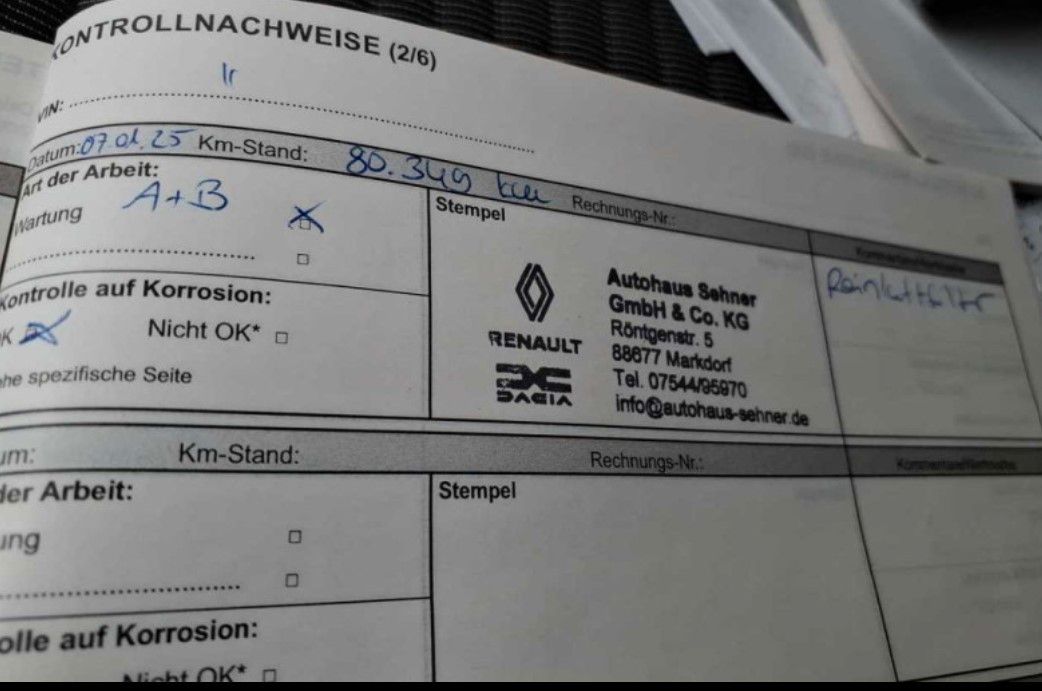 KONTROLLNACHWEISE (2/6)
VIN:
Datum: 07.01.25 Km-Stand: 80.349 km Rechnungs-Nr.:
Art der Arbeit:
Wartung A+B
Stempel
Reinluftfilter
Kontrolle auf Korrosion:
OK Nicht OK*
ehe spezifische Seite
RENAULT
DACIA
Autohaus Sehner
GmbH & Co. KG
Röntgenstr. 5
88677 Markdorf
Tel. 07544/95970
info@autohaus-sehner.de
um: Km-Stand: Rechnungs-Nr.:
der Arbeit:
ung
Stempel
olle auf Korrosion:
Nicht OK*